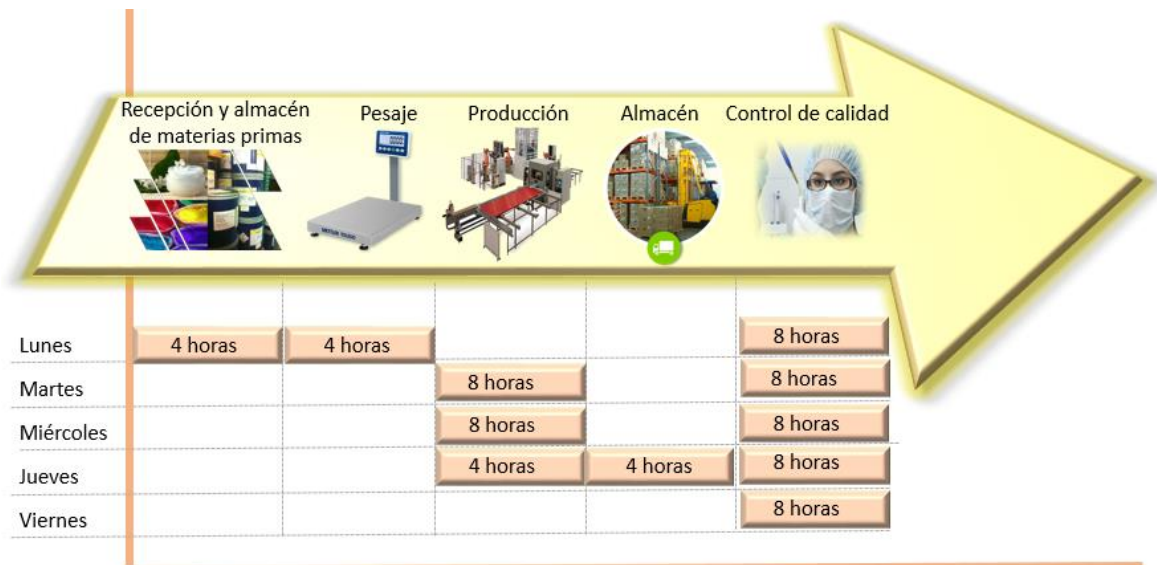 Recepción y almacén
de materias primas
Pesaje
Producción
Almacén
Control de calidad
Lunes 4 horas 4 horas 8 horas
Martes 8 horas 8 horas
Miércoles 8 horas 8 horas
Jueves 4 horas 4 horas 8 horas
Viernes 8 horas